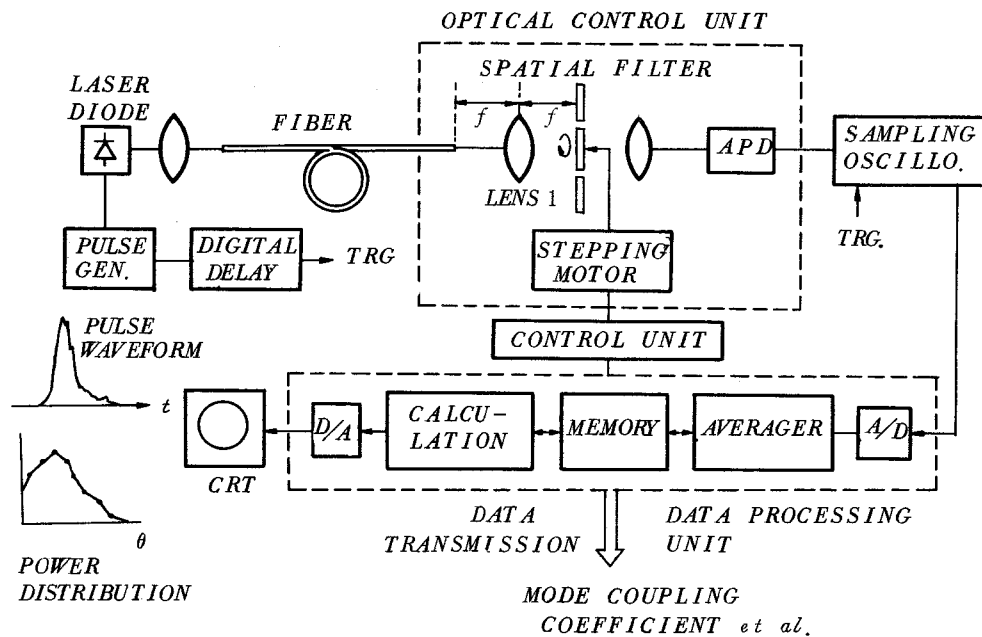 OPTICAL CONTROL UNIT
SPATIAL FILTER
LASER
DIODE
FIBER
f
f
LENS 1
APD
SAMPLING
OSCILLO.
TRG.
PULSE
GEN.
DIGITAL
DELAY
TRG
STEPPING
MOTOR
CONTROL UNIT
PULSE
WAVEFORM
t
CRT
D/A
CALCU-
LATION
MEMORY
AVERAGER
A/D
θ
POWER
DISTRIBUTION
DATA
TRANSMISSION
DATA PROCESSING
UNIT
MODE COUPLING
COEFFICIENT et al.